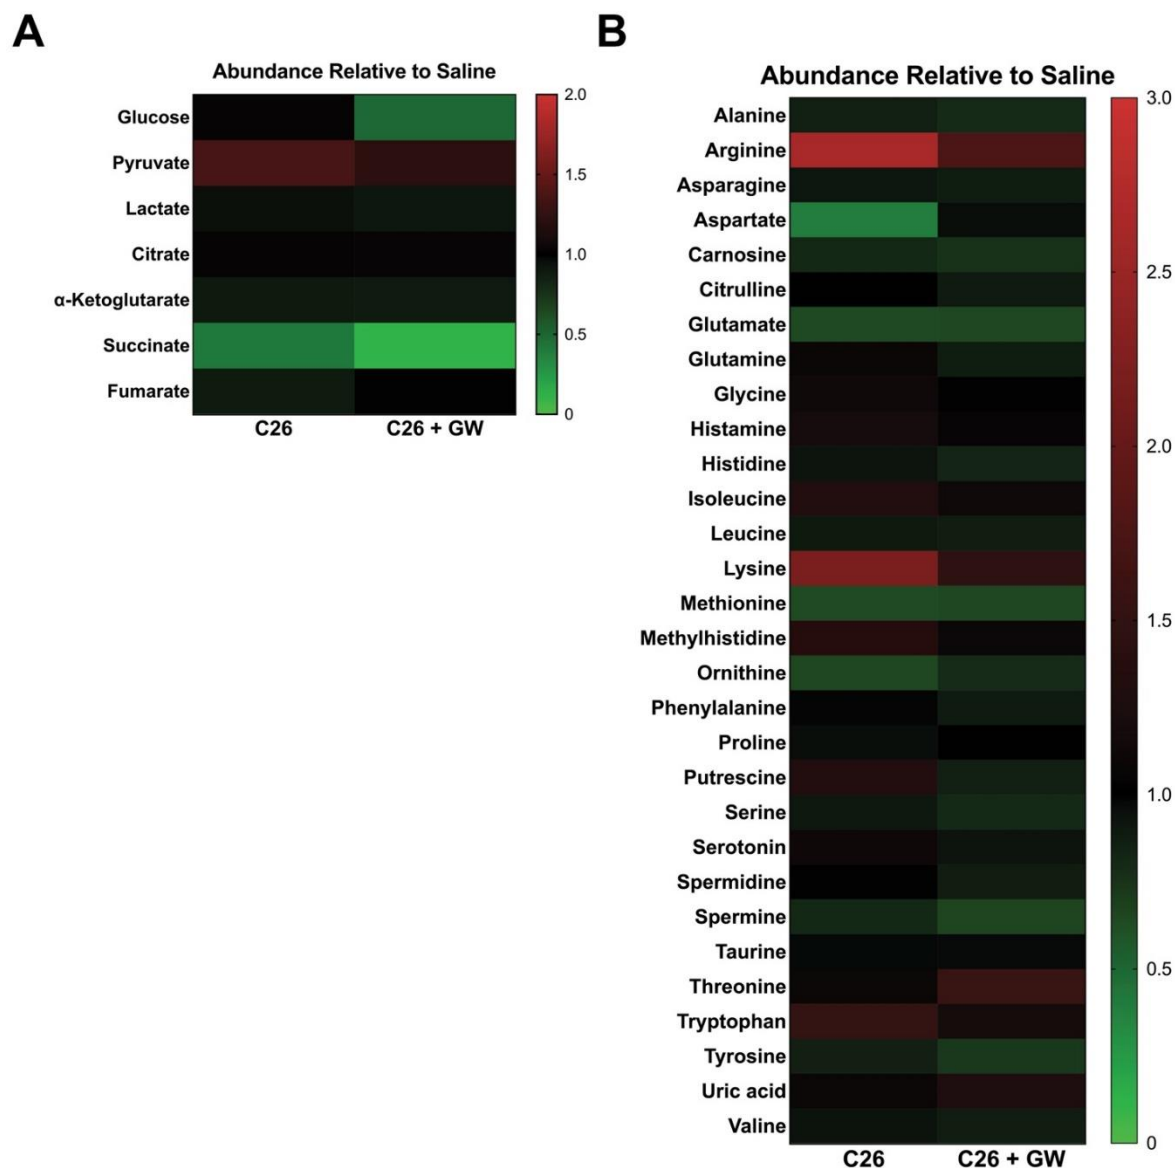 A
Abundance Relative to Saline
Glucose
Pyruvate
Lactate
Citrate
α-Ketoglutarate
Succinate
Fumarate
C26
C26 + GW
2.0
1.5
1.0
0.5
0
B
Abundance Relative to Saline
Alanine
Arginine
Asparagine
Aspartate
Carnosine
Citrulline
Glutamate
Glutamine
Glycine
Histamine
Histidine
Isoleucine
Leucine
Lysine
Methionine
Methylhistidine
Ornithine
Phenylalanine
Proline
Putrescine
Serine
Serotonin
Spermidine
Spermine
Taurine
Threonine
Tryptophan
Tyrosine
Uric acid
Valine
C26
C26 + GW
3.0
2.5
2.0
1.5
1.0
0.5
0